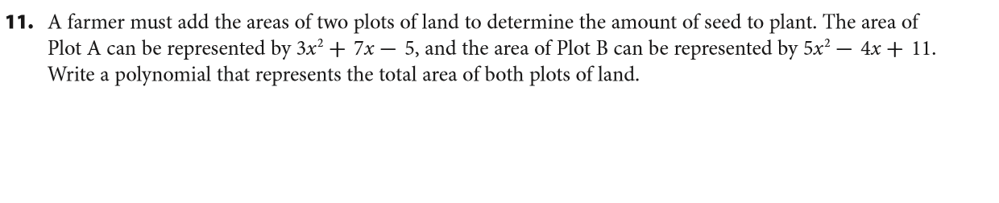 11. A farmer must add the areas of two plots of land to determine the amount of seed to plant. The area of
Plot A can be represented by 3x² + 7x − 5, and the area of Plot B can be represented by 5x² − 4x + 11.
Write a polynomial that represents the total area of both plots of land.